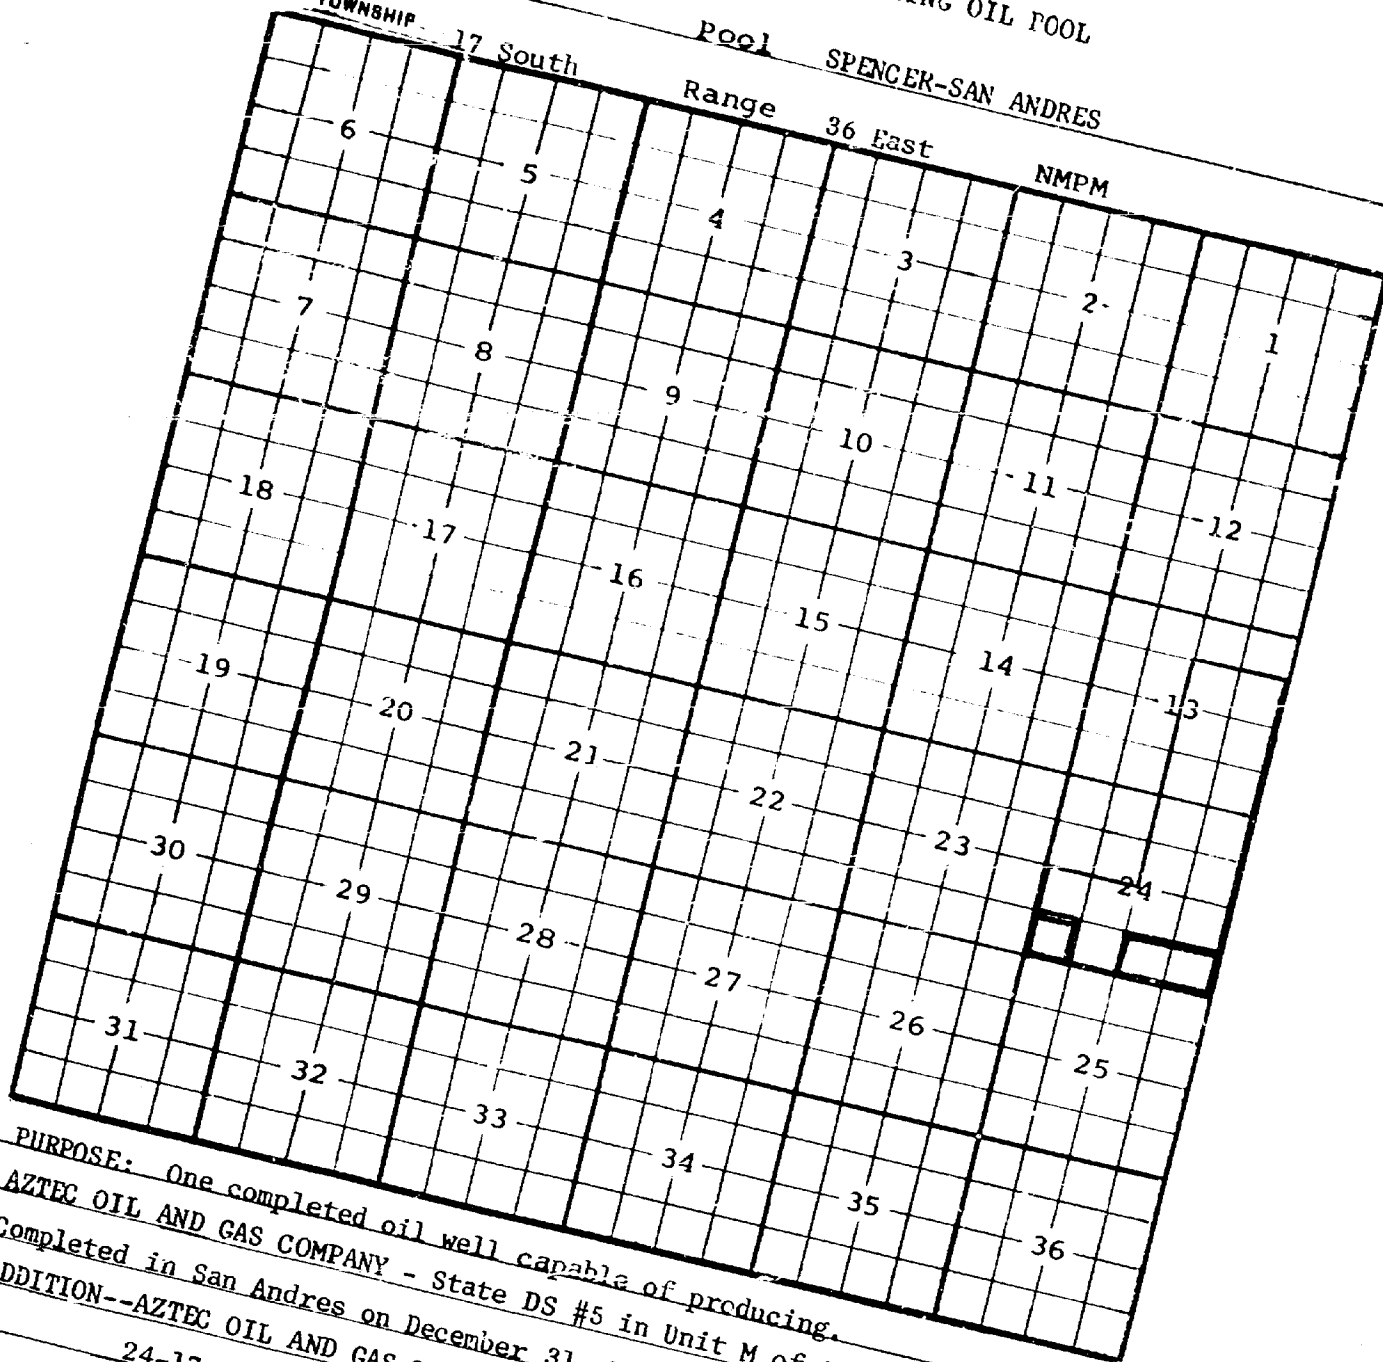 OIL POOL
Pool SPENCER-SAN ANDRES
TOWNSHIP 17 South Range 36 East NMPM
6 5 4 3 2 1
7 8 9 10 11 12
18 17 16 15 14 13
19 20 21 22 23 24
30 29 28 27 26 25
31 32 33 34 35 36
PURPOSE: One completed oil well capable of producing.
AZTEC OIL AND GAS COMPANY - State DS #5 in Unit M of
Completed in San Andres on December 31
DDITION--AZTEC OIL AND GAS
24-17